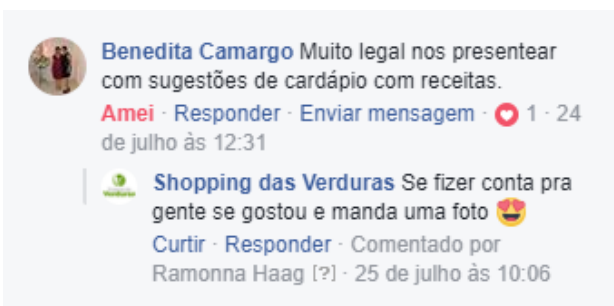 Benedita Camargo Muito legal nos presentear
com sugestões de cardápio com receitas.
Amei · Responder · Enviar mensagem · 1 · 24
de julho às 12:31
Shopping das Verduras Se fizer conta pra
gente se gostou e manda uma foto 😍
Curtir · Responder · Comentado por
Ramonna Haag [?] · 25 de julho às 10:06